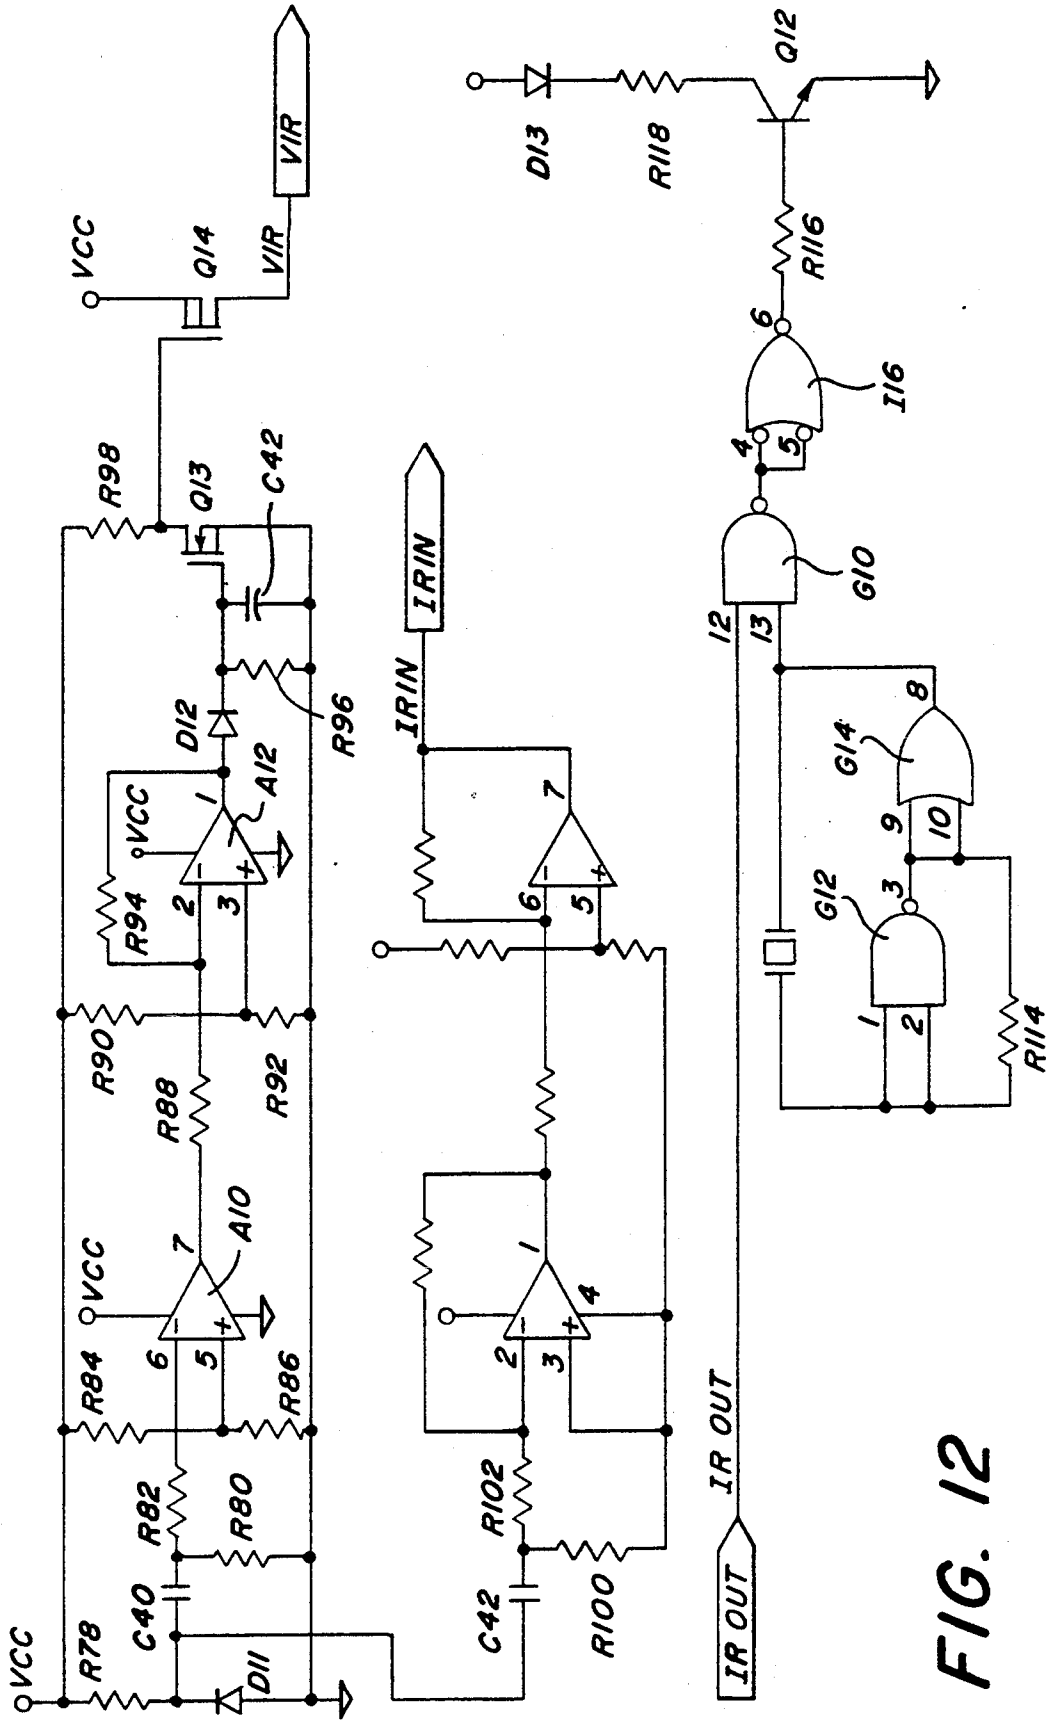 VCC
R78
C40
D11
R82
R80
R84
R86
VCC
6
5
−
+
7
A10
R88
R90
R92
R94
VCC
2
3
−
+
1
A12
D12
R96
R98
Q13
C42
VCC
Q14
VIR
VIR
C42
R100
R102
2
3
−
+
4
1
6
5
−
+
7
IRIN
IRIN
IR OUT
IR OUT
1
2
3
G12
R114
9
10
8
G14
12
13
G10
4
5
6
I16
R116
D13
R118
Q12
FIG. 12